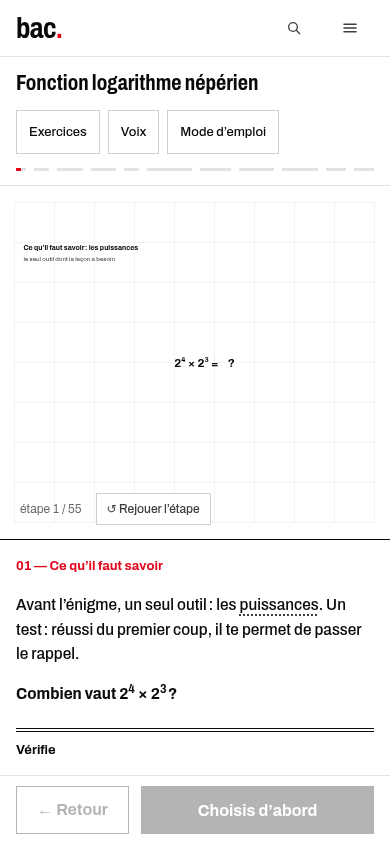 bac.
Fonction logarithme népérien
Exercices
Voix
Mode d’emploi
Ce qu’il faut savoir : les puissances
le seul outil dont la leçon a besoin
2⁴ × 2³ = ?
étape 1 / 55
↺ Rejouer l’étape
01 — Ce qu’il faut savoir
Avant l’énigme, un seul outil : les puissances. Un
test : réussi du premier coup, il te permet de passer
le rappel.
Combien vaut 2⁴ × 2³ ?
Vérifie
← Retour
Choisis d’abord